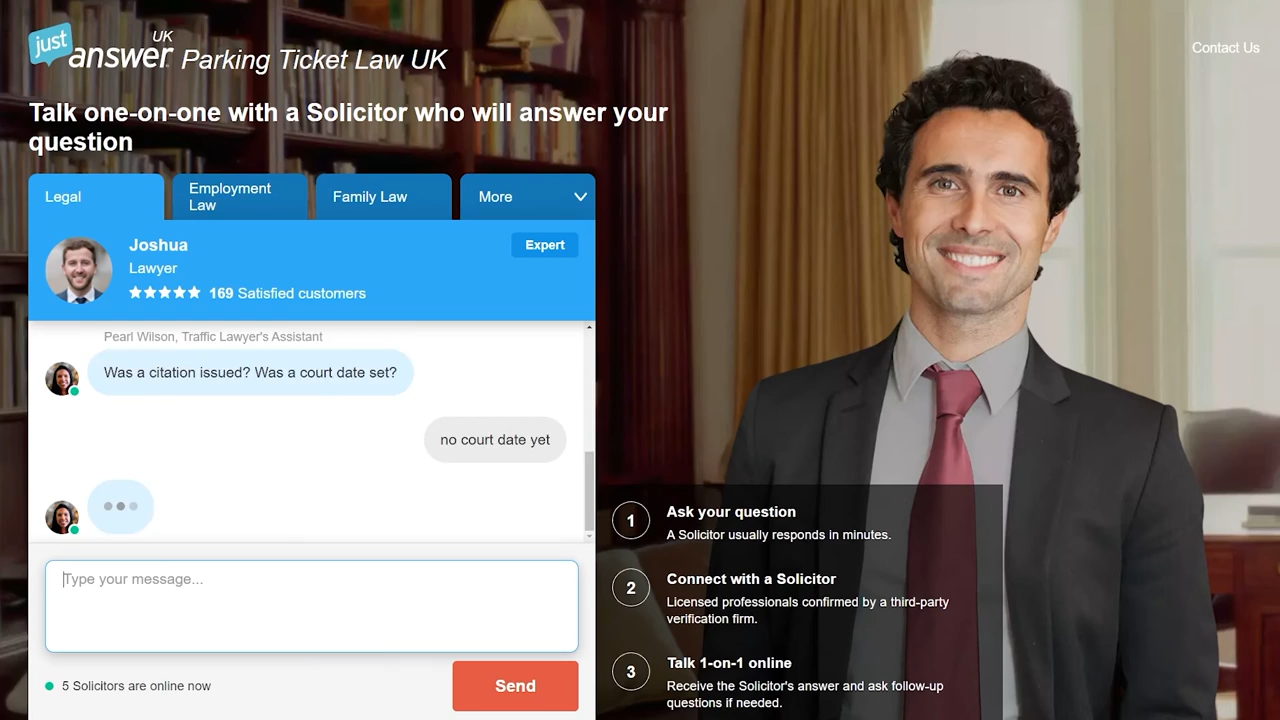 just
UK
answer
Parking Ticket Law UK
Contact Us
Talk one-on-one with a Solicitor who will answer your
question
Legal
Employment
Law
Family Law
More
Joshua
Expert
Lawyer
169 Satisfied customers
Pearl Wilson, Traffic Lawyer's Assistant
Was a citation issued? Was a court date set?
no court date yet
Type your message...
5 Solicitors are online now
Send
1
Ask your question
A Solicitor usually responds in minutes.
2
Connect with a Solicitor
Licensed professionals confirmed by a third-party
verification firm.
3
Talk 1-on-1 online
Receive the Solicitor's answer and ask follow-up
questions if needed.